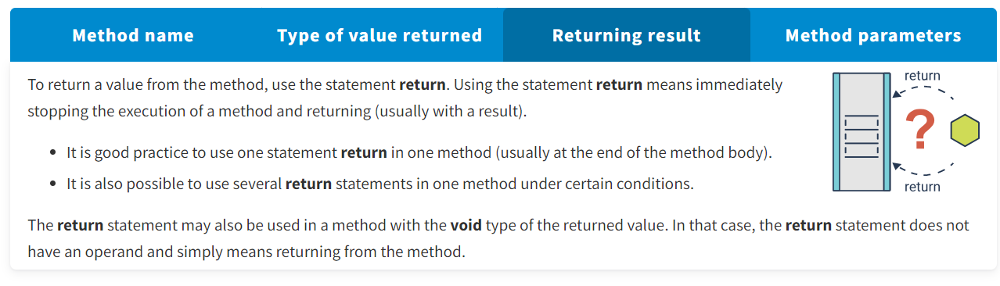 Method name
Type of value returned
Returning result
Method parameters
To return a value from the method, use the statement return. Using the statement return means immediately
stopping the execution of a method and returning (usually with a result).
• It is good practice to use one statement return in one method (usually at the end of the method body).
• It is also possible to use several return statements in one method under certain conditions.
The return statement may also be used in a method with the void type of the returned value. In that case, the return statement does not
have an operand and simply means returning from the method.
return
?
return